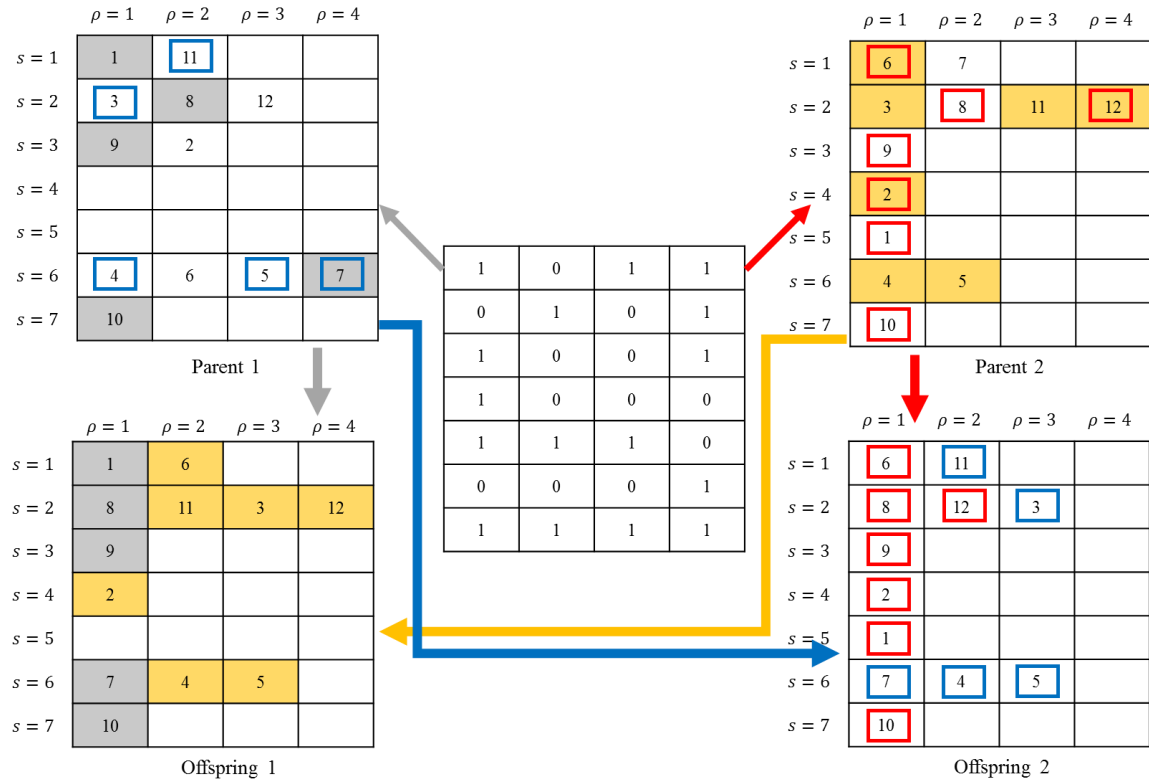 ρ = 1 ρ = 2 ρ = 3 ρ = 4
s = 1 1 11
s = 2 3 8 12
s = 3 9 2
s = 4
s = 5
s = 6 4 6 5 7
s = 7 10
Parent 1
ρ = 1 ρ = 2 ρ = 3 ρ = 4
s = 1 6 7
s = 2 3 8 11 12
s = 3 9
s = 4 2
s = 5 1
s = 6 4 5
s = 7 10
Parent 2
1 0 1 1
0 1 0 1
1 0 0 1
1 0 0 0
1 1 1 0
0 0 0 1
1 1 1 1
ρ = 1 ρ = 2 ρ = 3 ρ = 4
s = 1 1 6
s = 2 8 11 3 12
s = 3 9
s = 4 2
s = 5
s = 6 7 4 5
s = 7 10
Offspring 1
ρ = 1 ρ = 2 ρ = 3 ρ = 4
s = 1 6 11
s = 2 8 12 3
s = 3 9
s = 4 2
s = 5 1
s = 6 7 4 5
s = 7 10
Offspring 2